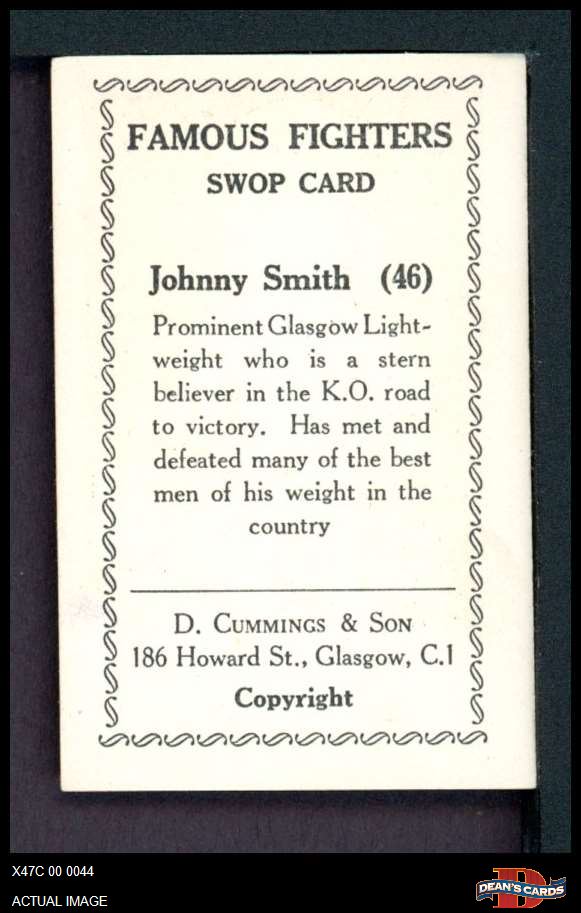 FAMOUS FIGHTERS
SWOP CARD
Johnny Smith (46)
Prominent Glasgow Light-
weight who is a stern
believer in the K.O. road
to victory. Has met and
defeated many of the best
men of his weight in the
country
D. CUMMINGS & SON
186 Howard St., Glasgow, C.1
Copyright
X47C 00 0044
ACTUAL IMAGE
D
DEAN'S CARDS